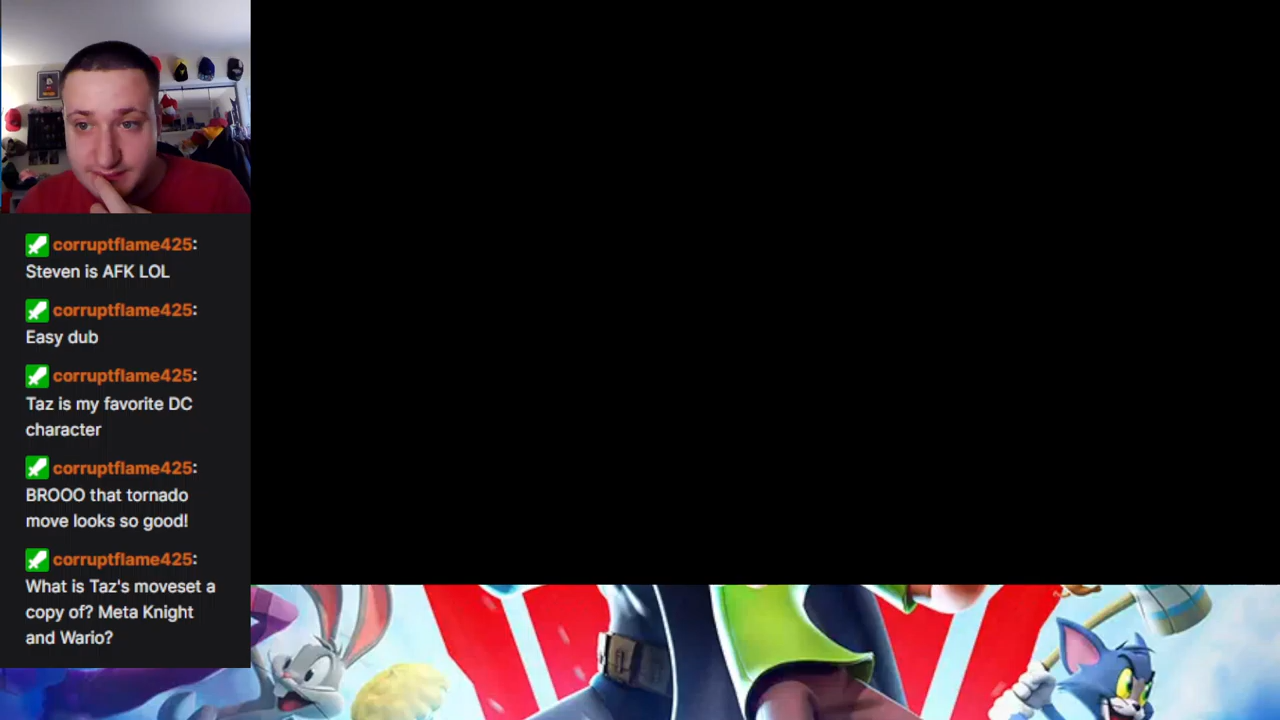 corruptflame425:
Steven is AFK LOL
corruptflame425:
Easy dub
corruptflame425:
Taz is my favorite DC
character
corruptflame425:
BROOO that tornado
move looks so good!
corruptflame425:
What is Taz's moveset a
copy of? Meta Knight
and Wario?